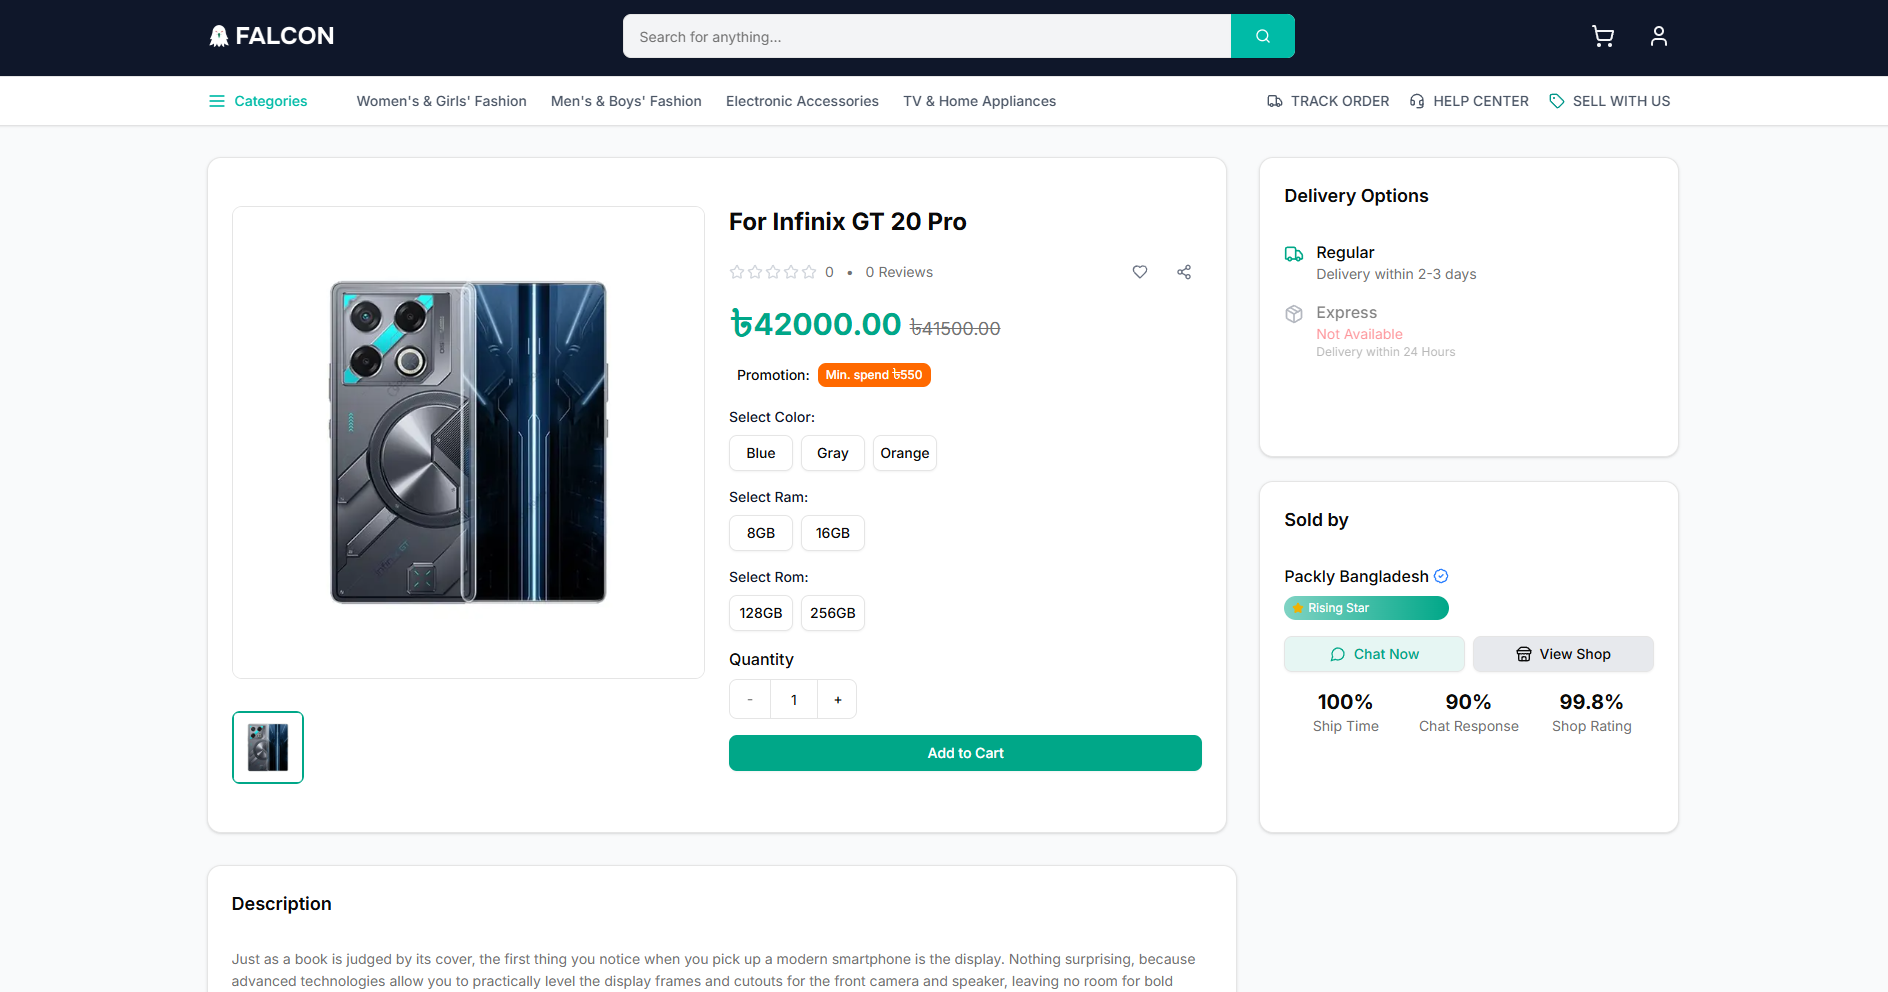 FALCON
Search for anything...
Categories
Women's & Girls' Fashion
Men's & Boys' Fashion
Electronic Accessories
TV & Home Appliances
TRACK ORDER
HELP CENTER
SELL WITH US
For Infinix GT 20 Pro
0 • 0 Reviews
৳42000.00 ৳41500.00
Promotion: Min. spend ৳550
Select Color:
Blue Gray Orange
Select Ram:
8GB 16GB
Select Rom:
128GB 256GB
Quantity
- 1 +
Add to Cart
Delivery Options
Regular
Delivery within 2-3 days
Express
Not Available
Delivery within 24 Hours
Sold by
Packly Bangladesh
Rising Star
Chat Now
View Shop
100% 90% 99.8%
Ship Time Chat Response Shop Rating
Description
Just as a book is judged by its cover, the first thing you notice when you pick up a modern smartphone is the display. Nothing surprising, because
advanced technologies allow you to practically level the display frames and cutouts for the front camera and speaker, leaving no room for bold